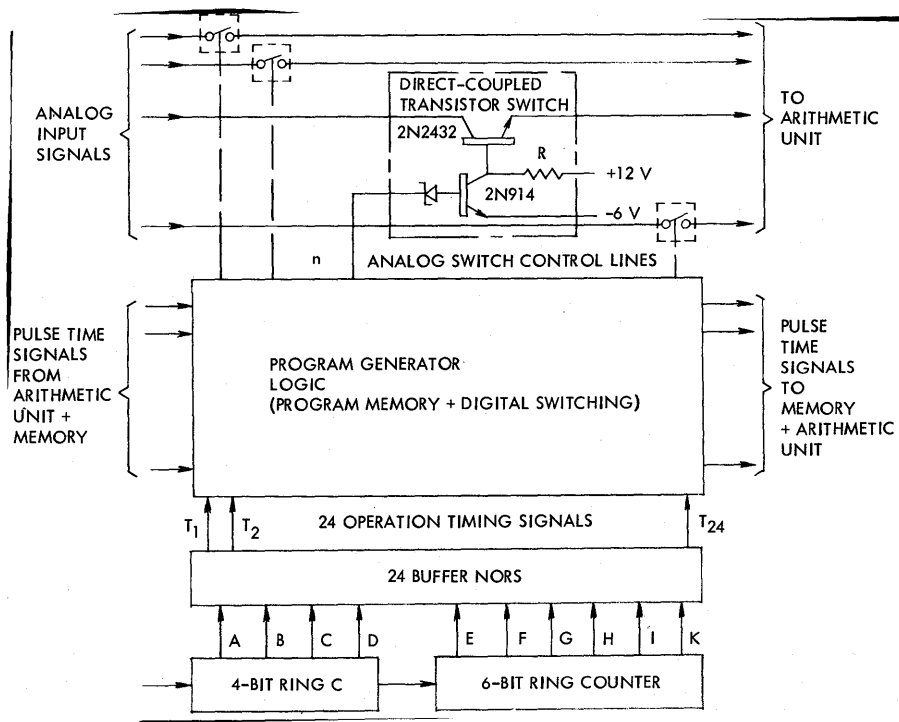 DIRECT-COUPLED
TRANSISTOR SWITCH
2N2432
R
+12 V
2N914
-6 V
ANALOG
INPUT
SIGNALS
TO
ARITHMETIC
UNIT
n
ANALOG SWITCH CONTROL LINES
PULSE TIME
SIGNALS
FROM
ARITHMETIC
UNIT +
MEMORY
PROGRAM GENERATOR
LOGIC
(PROGRAM MEMORY + DIGITAL SWITCHING)
PULSE
TIME
SIGNALS
TO
MEMORY
+ ARITHMETIC
UNIT
T1
T2
24 OPERATION TIMING SIGNALS
T24
24 BUFFER NORS
A
B
C
D
E
F
G
H
I
K
4-BIT RING C
6-BIT RING COUNTER